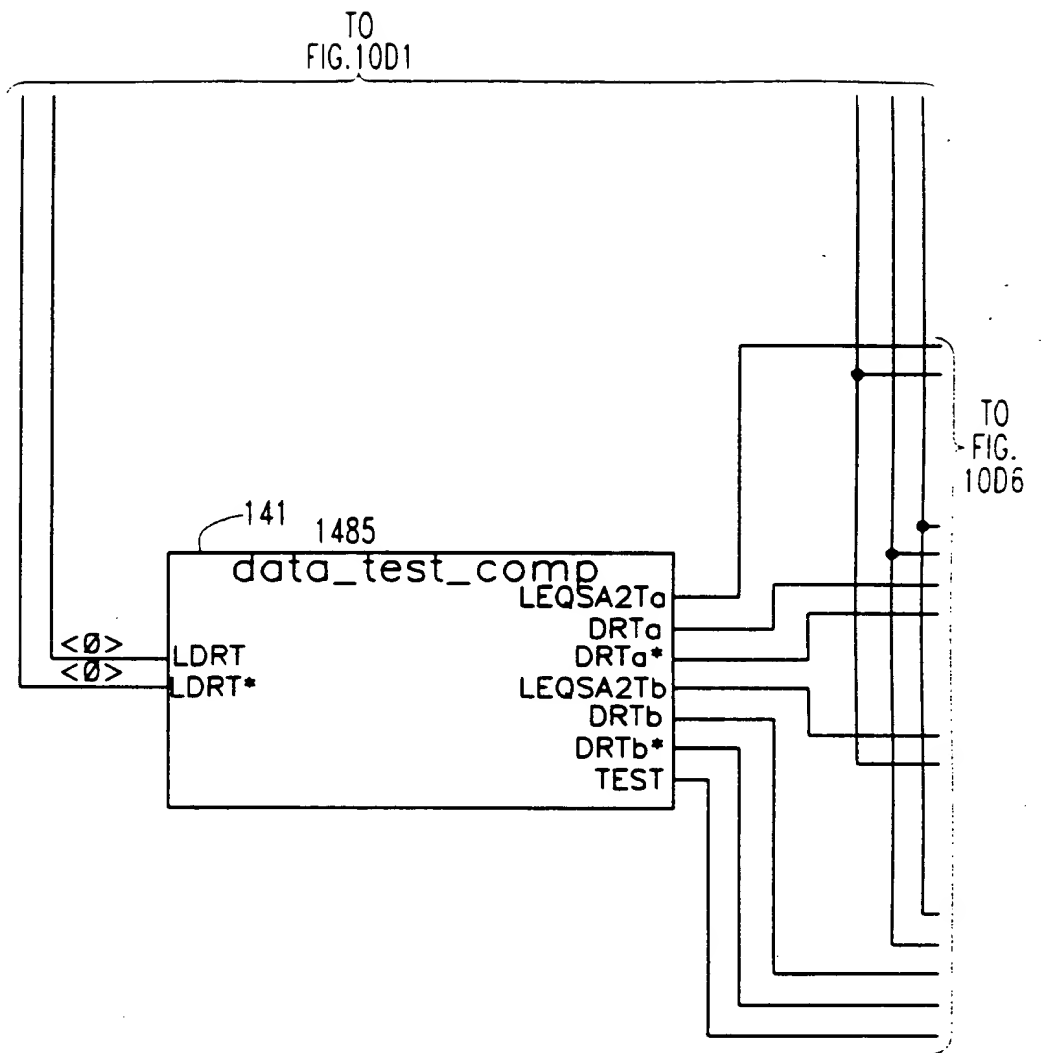 TO
FIG.10D1
TO
FIG.
10D6
141
1485
data_test_comp
<Ø>
LDRT
<Ø>
LDRT*
LEQSA2Ta
DRTa
DRTa*
LEQSA2Tb
DRTb
DRTb*
TEST